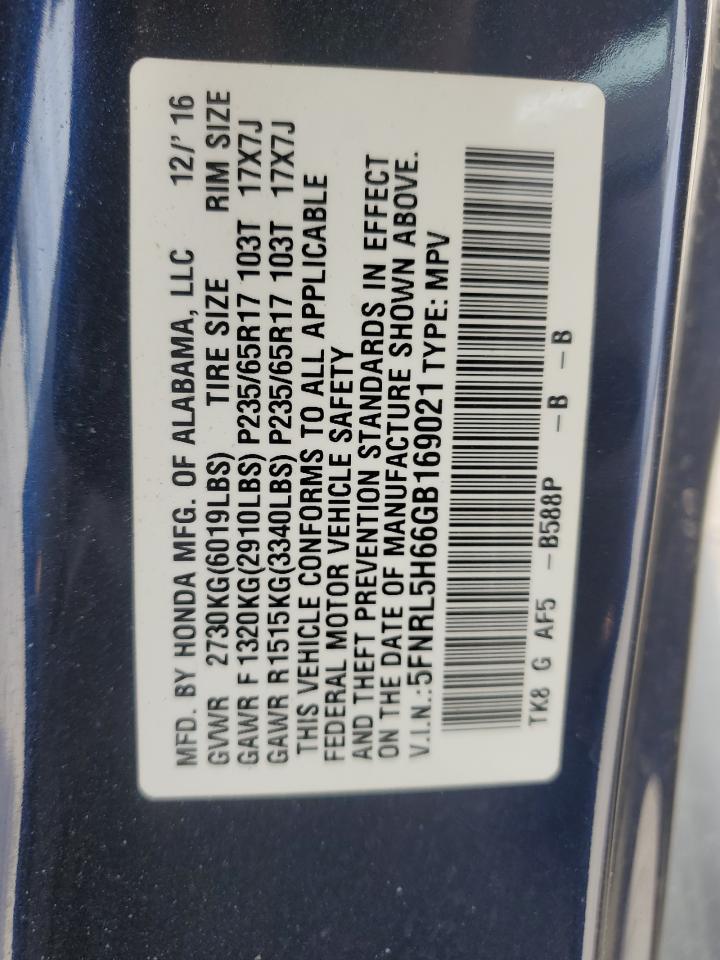 MFD. BY HONDA MFG. OF ALABAMA, LLC 12/'16
GVWR 2730KG(6019LBS) TIRE SIZE RIM SIZE
GAWR F 1320KG(2910LBS) P235/65R17 103T 17X7J
GAWR R1515KG(3340LBS) P235/65R17 103T 17X7J
THIS VEHICLE CONFORMS TO ALL APPLICABLE
FEDERAL MOTOR VEHICLE SAFETY
AND THEFT PREVENTION STANDARDS IN EFFECT
ON THE DATE OF MANUFACTURE SHOWN ABOVE.
V.I.N.:5FNRL5H66GB169021 TYPE: MPV
TK8 G AF5 -B588P -B -B